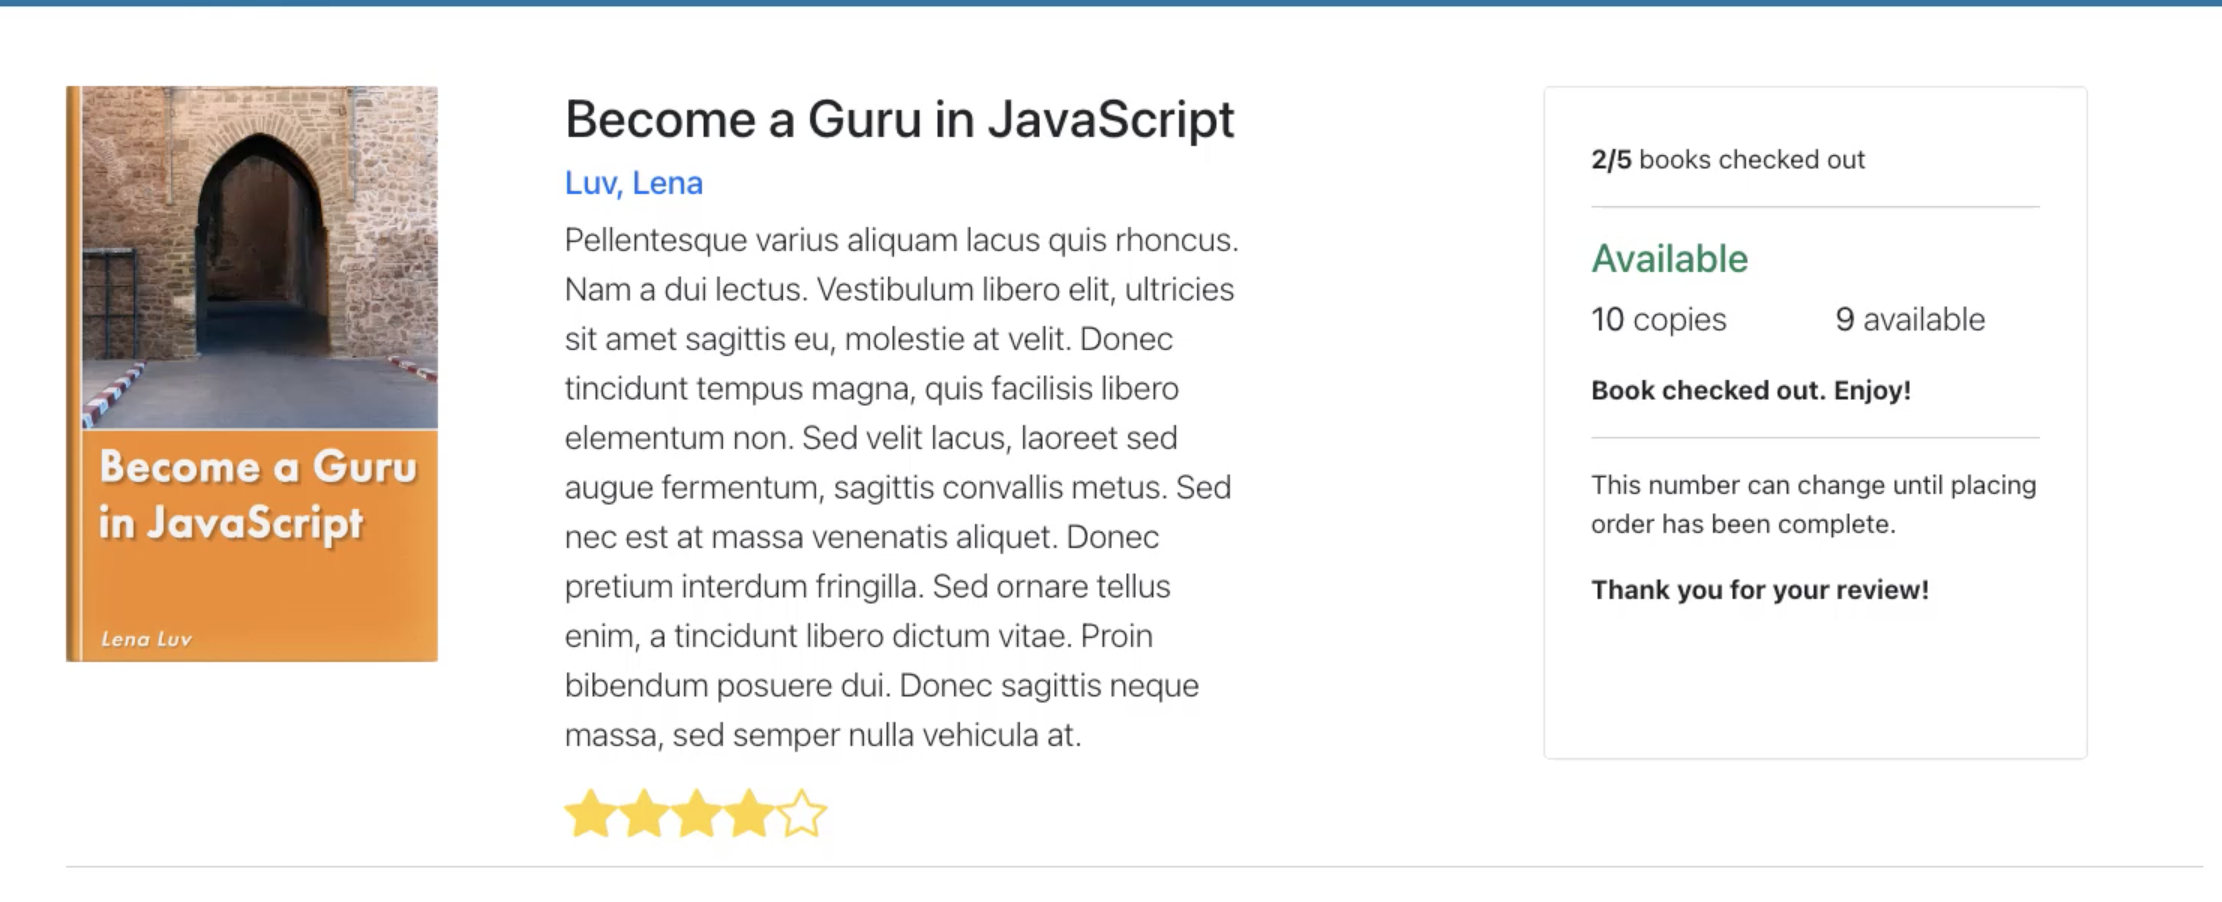 Become a Guru
in JavaScript
Lena Luv
Become a Guru in JavaScript
Luv, Lena
Pellentesque varius aliquam lacus quis rhoncus.
Nam a dui lectus. Vestibulum libero elit, ultricies
sit amet sagittis eu, molestie at velit. Donec
tincidunt tempus magna, quis facilisis libero
elementum non. Sed velit lacus, laoreet sed
augue fermentum, sagittis convallis metus. Sed
nec est at massa venenatis aliquet. Donec
pretium interdum fringilla. Sed ornare tellus
enim, a tincidunt libero dictum vitae. Proin
bibendum posuere dui. Donec sagittis neque
massa, sed semper nulla vehicula at.
2/5 books checked out
Available
10 copies 9 available
Book checked out. Enjoy!
This number can change until placing
order has been complete.
Thank you for your review!